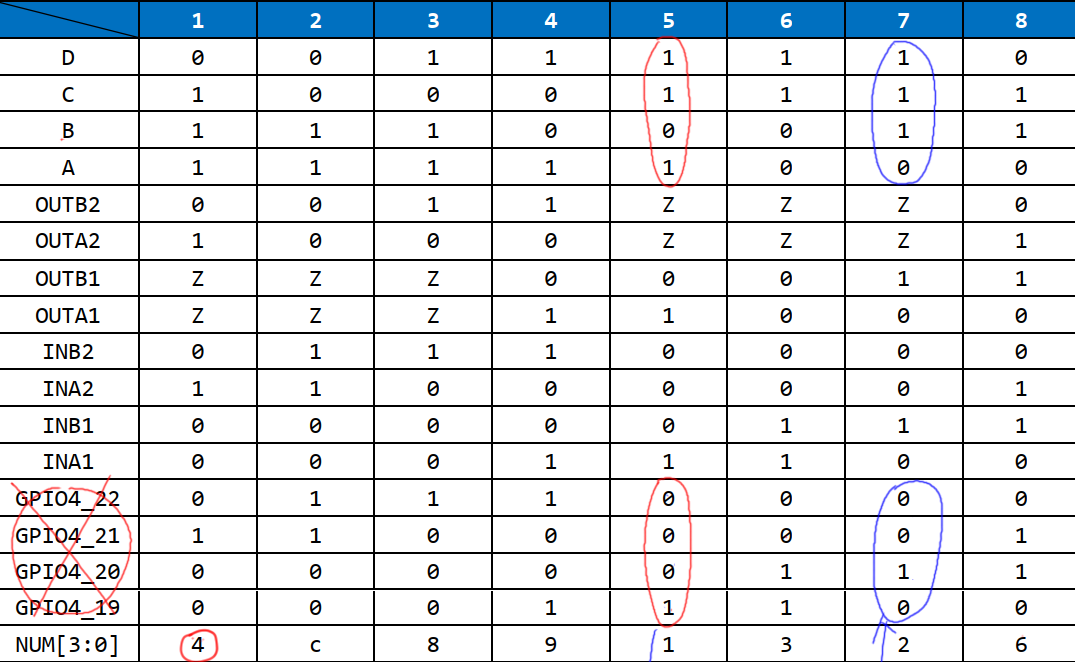 1 2 3 4 5 6 7 8
D 0 0 1 1 1 1 1 0
C 1 0 0 0 1 1 1 1
B 1 1 1 0 0 0 1 1
A 1 1 1 1 1 0 0 0
OUTB2 0 0 1 1 Z Z Z 0
OUTA2 1 0 0 0 Z Z Z 1
OUTB1 Z Z Z 0 0 0 1 1
OUTA1 Z Z Z 1 1 0 0 0
INB2 0 1 1 1 0 0 0 0
INA2 1 1 0 0 0 0 0 1
INB1 0 0 0 0 0 1 1 1
INA1 0 0 0 1 1 1 0 0
GPIO4_22 0 1 1 1 0 0 0 0
GPIO4_21 1 1 0 0 0 0 0 1
GPIO4_20 0 0 0 0 0 1 1 1
GPIO4_19 0 0 0 1 1 1 0 0
NUM[3:0] 4 c 8 9 1 3 2 6